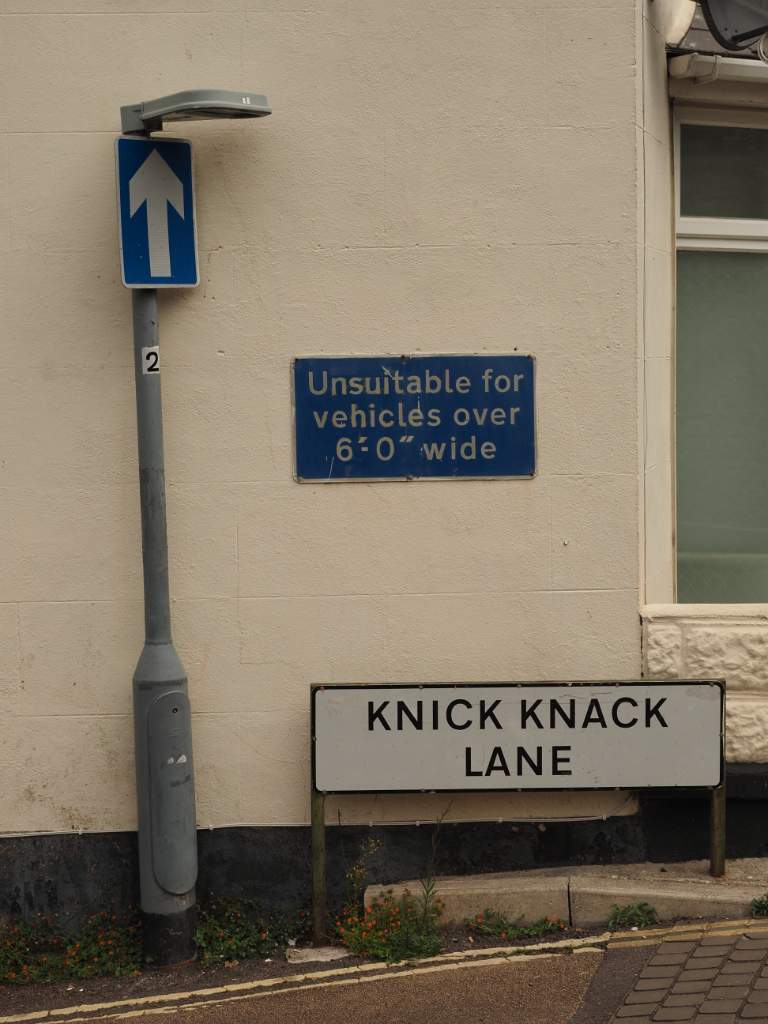 2
Unsuitable for
vehicles over
6'-0" wide
KNICK KNACK
LANE